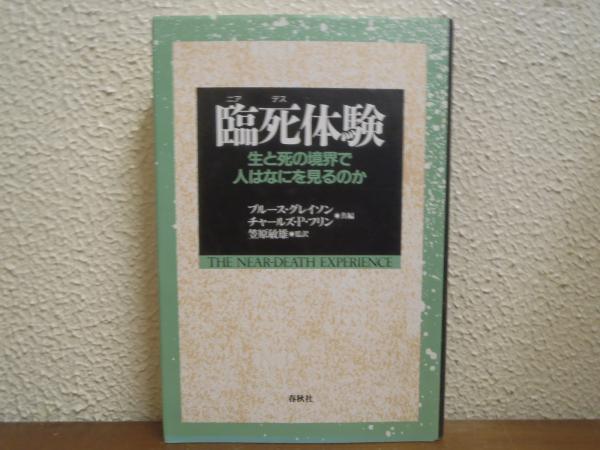 ニア デス
臨死体験
生と死の境界で
人はなにを見るのか
ブルース・グレイソン
チャールズ・P・フリン●共編
笠原敏雄●監訳
THE NEAR-DEATH EXPERIENCE
春秋社